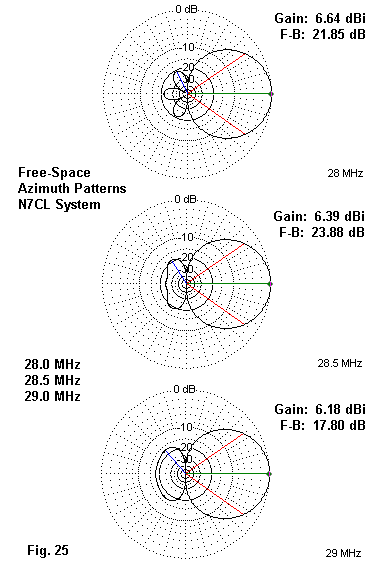 0 dB
Gain: 6.64 dBi
F-B: 21.85 dB
-10
-20
-30
Free-Space
Azimuth Patterns
N7CL System
28 MHz
0 dB
Gain: 6.39 dBi
F-B: 23.88 dB
-10
-20
-30
28.5 MHz
28.0 MHz
28.5 MHz
29.0 MHz
0 dB
Gain: 6.18 dBi
F-B: 17.80 dB
-10
-20
-30
Fig. 25
29 MHz